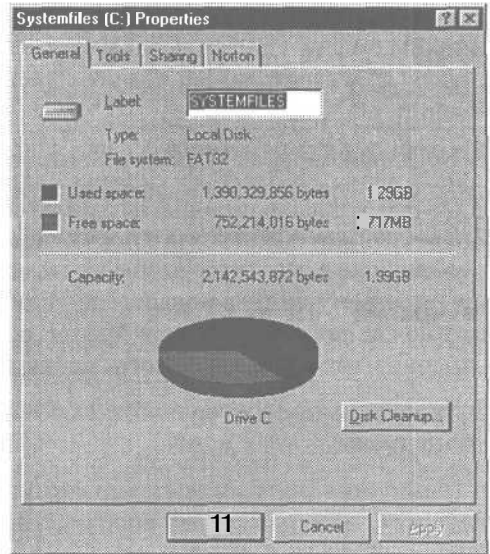 Systemfiles (C:) Properties
General Tools Sharing Norton
Label: SYSTEMFILES
Type: Local Disk
File system: FAT32
Used space: 1,390,329,856 bytes 1.29GB
Free space: 752,214,016 bytes : 717MB
Capacity: 2,142,543,872 bytes 1.99GB
Drive C
Disk Cleanup...
11 Cancel Apply